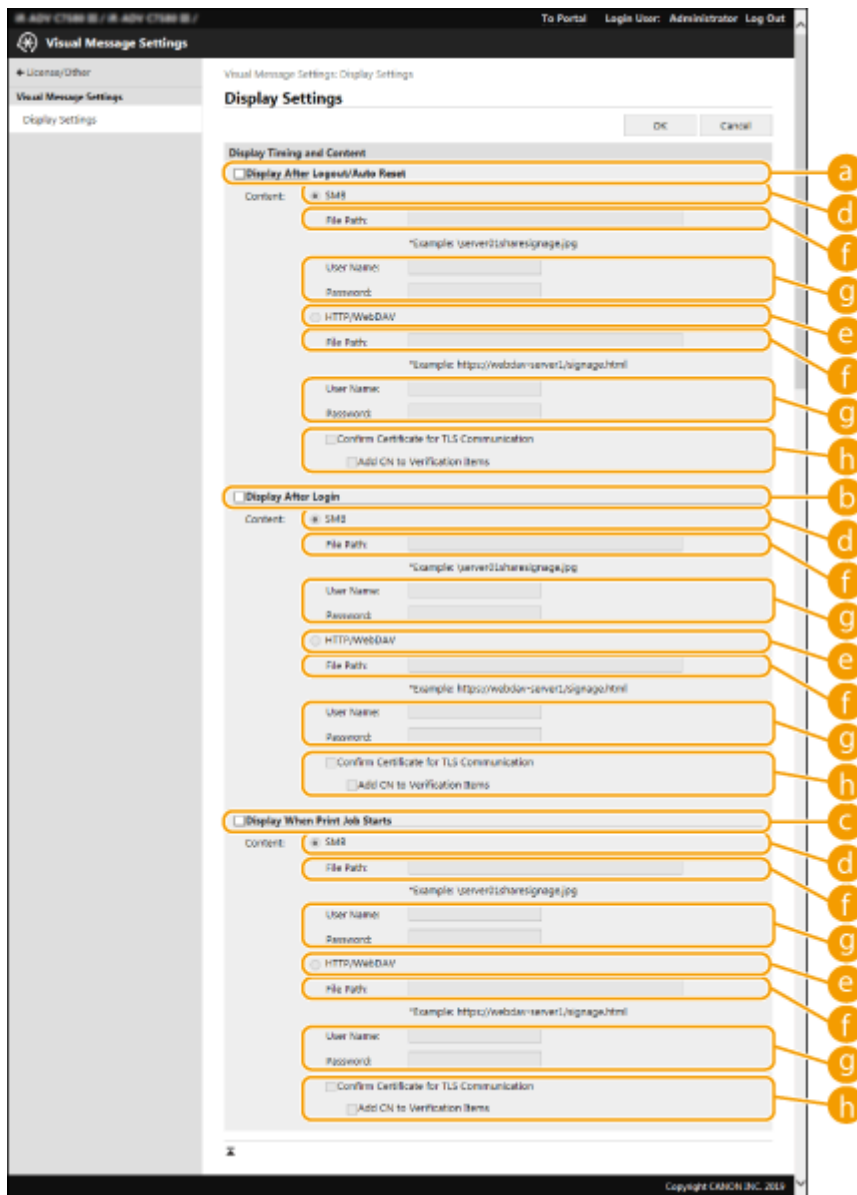 iR-ADV C7580 III / iR-ADV C7580 III /
To Portal Login User: Administrator Log Out
Visual Message Settings
License/Other
Visual Message Settings: Display Settings
Visual Message Settings
Display Settings
Display Settings
OK Cancel
Display Timing and Content
Display After Logout/Auto Reset a
Content: SMB d
File Path: f
*Example: \server01\share\signage.jpg
User Name:
Password: g
HTTP/WebDAV e
File Path: f
*Example: https://webdav-server1/signage.html
User Name:
Password: g
Confirm Certificate for TLS Communication
Add CN to Verification Items h
Display After Login b
Content: SMB d
File Path: f
*Example: \server01\share\signage.jpg
User Name:
Password: g
HTTP/WebDAV e
File Path: f
*Example: https://webdav-server1/signage.html
User Name:
Password: g
Confirm Certificate for TLS Communication
Add CN to Verification Items h
Display When Print Job Starts c
Content: SMB d
File Path: f
*Example: \server01\share\signage.jpg
User Name:
Password: g
HTTP/WebDAV e
File Path: f
*Example: https://webdav-server1/signage.html
User Name:
Password: g
Confirm Certificate for TLS Communication
Add CN to Verification Items h
Copyright CANON INC. 2019